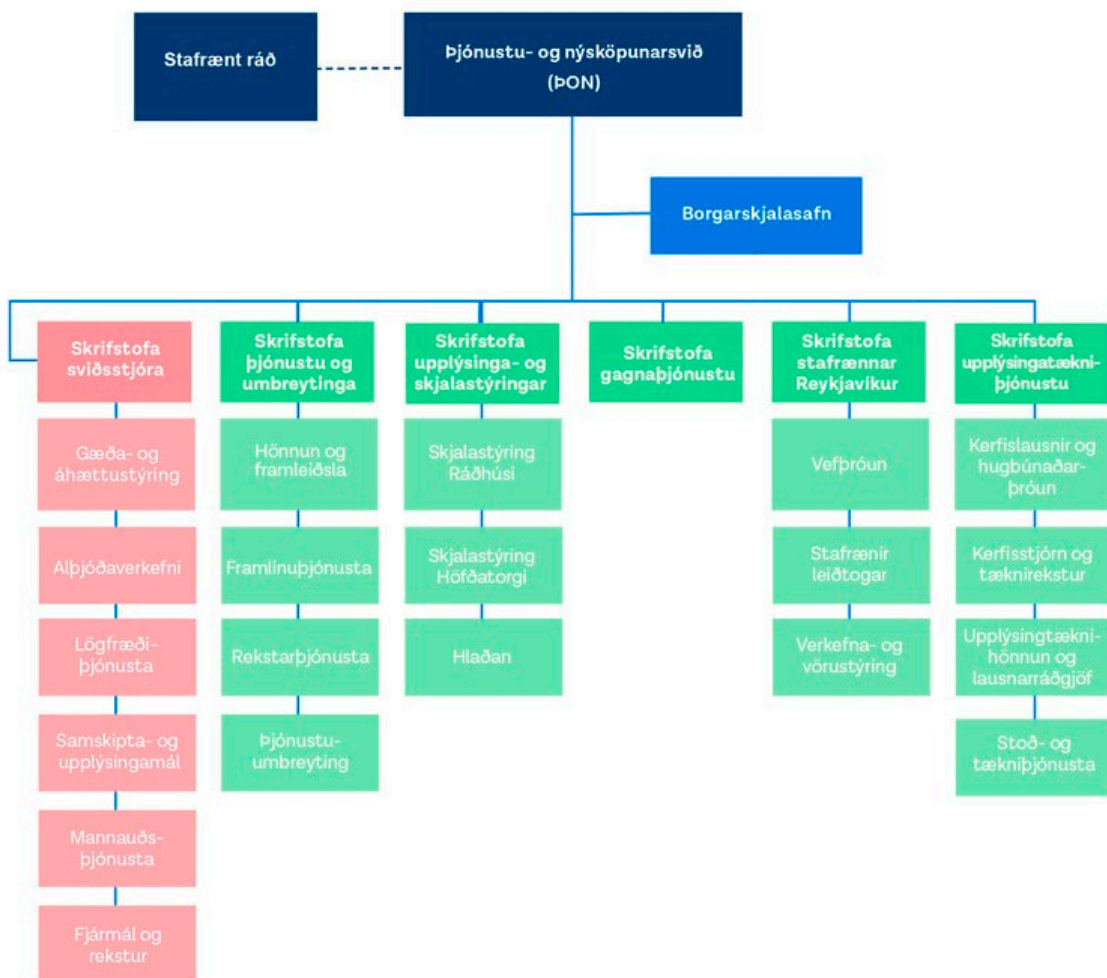 Stafrænt ráð
Þjónustu- og nýsköpunarsvið
(ÞON)
Borgarskjalasafn
Skrifstofa
sviðsstjóra
Gæða- og
áhættustýring
Alþjóðaverkefni
Lögfræði-
þjónusta
Samskipta- og
upplýsingamál
Mannauðs-
þjónusta
Fjármál og
rekstur
Skrifstofa
þjónustu og
umbreytinga
Hönnun og
framleiðsla
Framlínuþjónusta
Rekstarþjónusta
Þjónustu-
umbreyting
Skrifstofa
upplýsinga- og
skjalastýringar
Skjalastýring
Ráðhúsi
Skjalastýring
Höfðatorgi
Hlaðan
Skrifstofa
gagnaþjónustu
Skrifstofa
stafrænnar
Reykjavíkur
Vefþróun
Stafrænir
leiðtogar
Verkefna- og
vörustýring
Skrifstofa
upplýsingatækni-
þjónustu
Kerfislausnir og
hugbúnaðar-
þróun
Kerfisstjórn og
tæknirekstur
Upplýsingtækni-
hönnun og
lausnarráðgjöf
Stoð- og
tækniþjónusta